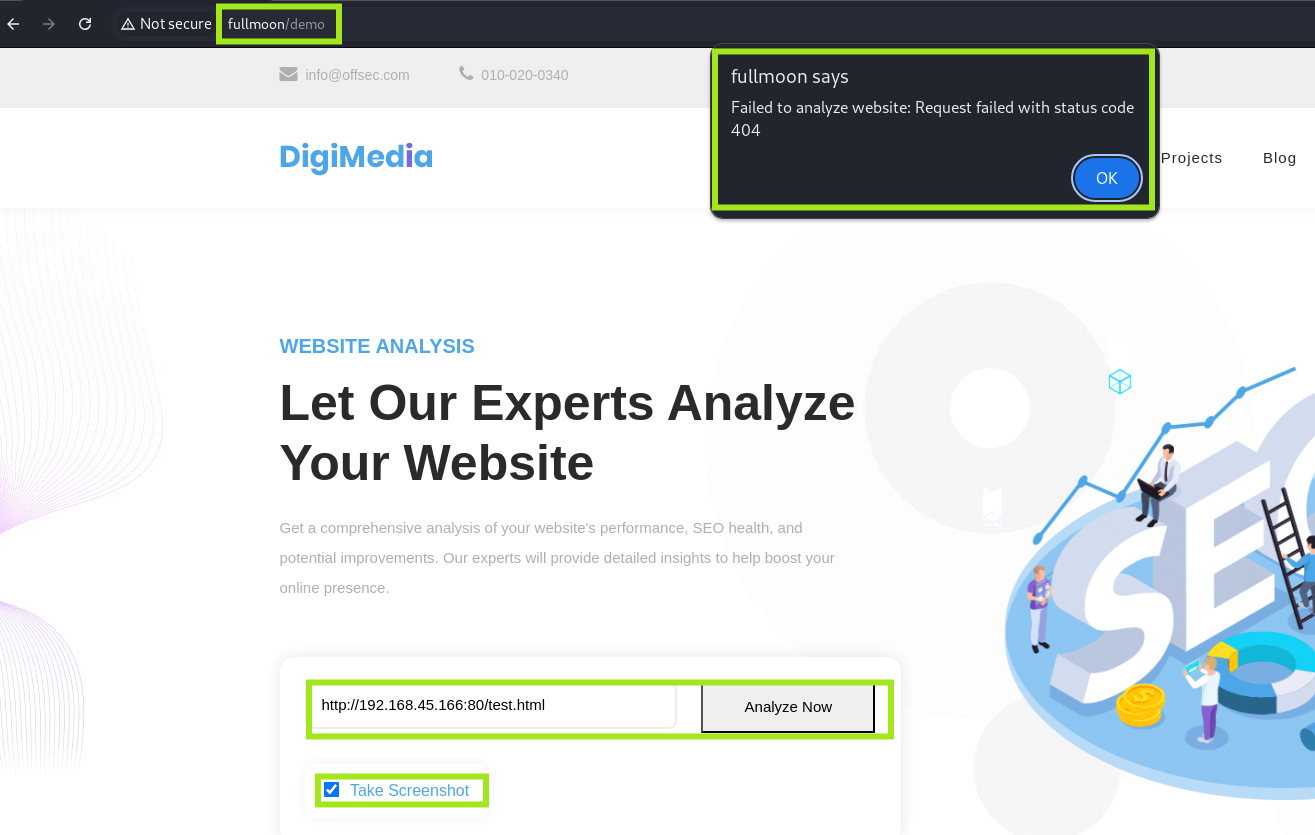 Not secure fullmoon/demo
info@offsec.com 010-020-0340
fullmoon says
Failed to analyze website: Request failed with status code
404
OK
DigiMedia
Projects Blog
WEBSITE ANALYSIS
Let Our Experts Analyze
Your Website
Get a comprehensive analysis of your website's performance, SEO health, and
potential improvements. Our experts will provide detailed insights to help boost your
online presence.
SEO
http://192.168.45.166:80/test.html Analyze Now
Take Screenshot